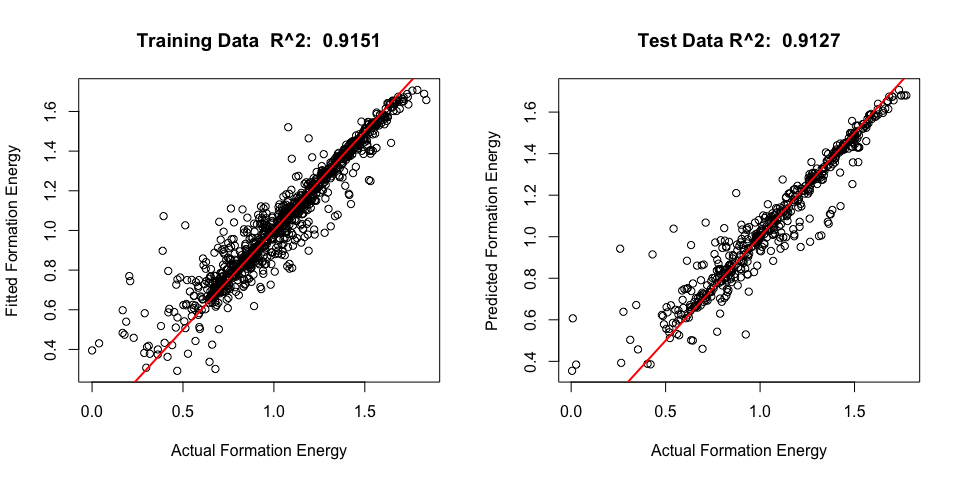 Training Data  R^2:  0.9151
Fitted Formation Energy
1.6
1.4
1.2
1.0
0.8
0.6
0.4
0.0 0.5 1.0 1.5
Actual Formation Energy
Test Data R^2:  0.9127
Predicted Formation Energy
1.6
1.4
1.2
1.0
0.8
0.6
0.4
0.0 0.5 1.0 1.5
Actual Formation Energy